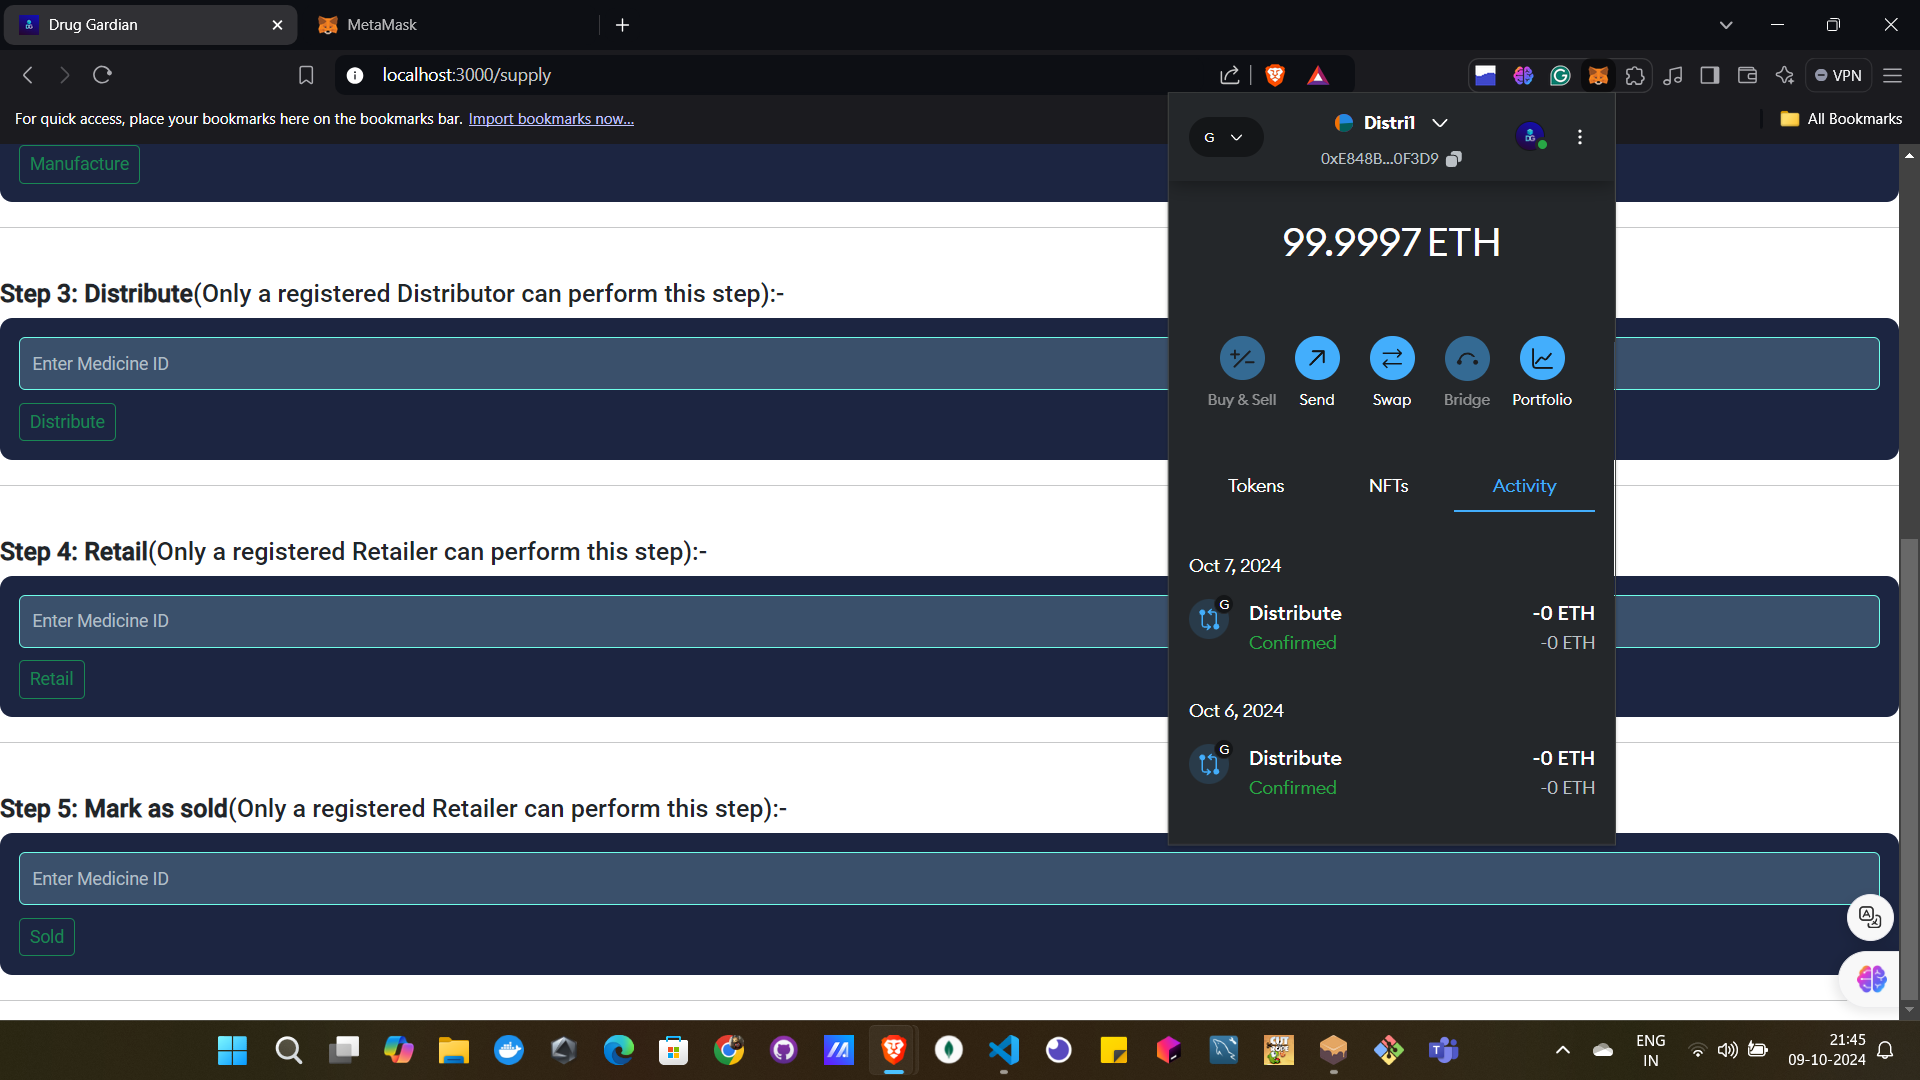 Drug Gardian
MetaMask
localhost:3000/supply
VPN
For quick access, place your bookmarks here on the bookmarks bar. Import bookmarks now...
All Bookmarks
Manufacture
Step 3: Distribute(Only a registered Distributor can perform this step):-
Enter Medicine ID
Distribute
Step 4: Retail(Only a registered Retailer can perform this step):-
Enter Medicine ID
Retail
Step 5: Mark as sold(Only a registered Retailer can perform this step):-
Enter Medicine ID
Sold
G
Distri1
0xE848B...0F3D9
DG
99.9997 ETH
Buy & Sell
Send
Swap
Bridge
Portfolio
Tokens
NFTs
Activity
Oct 7, 2024
G
Distribute
-0 ETH
Confirmed
-0 ETH
Oct 6, 2024
G
Distribute
-0 ETH
Confirmed
-0 ETH
ENG
IN
21:45
09-10-2024